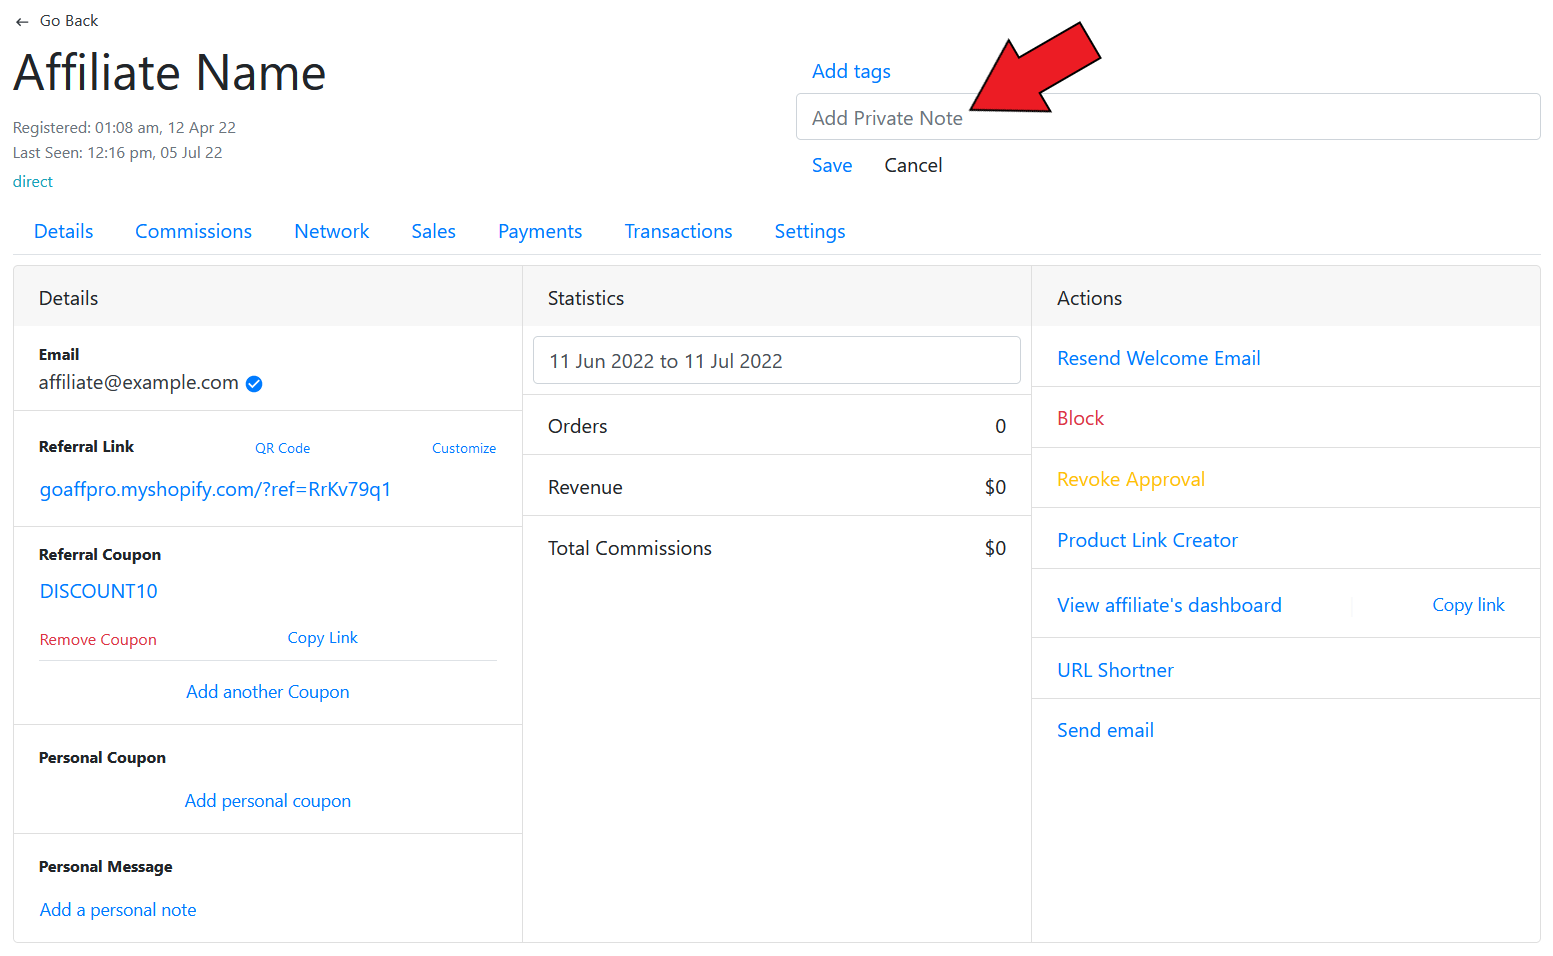 ← Go Back
Affiliate Name
Registered: 01:08 am, 12 Apr 22
Last Seen: 12:16 pm, 05 Jul 22
direct
Add tags
Add Private Note
Save Cancel
Details Commissions Network Sales Payments Transactions Settings
Details
Email
affiliate@example.com
Referral Link QR Code Customize
goaffpro.myshopify.com/?ref=RrKv79q1
Referral Coupon
DISCOUNT10
Remove Coupon Copy Link
Add another Coupon
Personal Coupon
Add personal coupon
Personal Message
Add a personal note
Statistics
11 Jun 2022 to 11 Jul 2022
Orders 0
Revenue $0
Total Commissions $0
Actions
Resend Welcome Email
Block
Revoke Approval
Product Link Creator
View affiliate's dashboard Copy link
URL Shortner
Send email